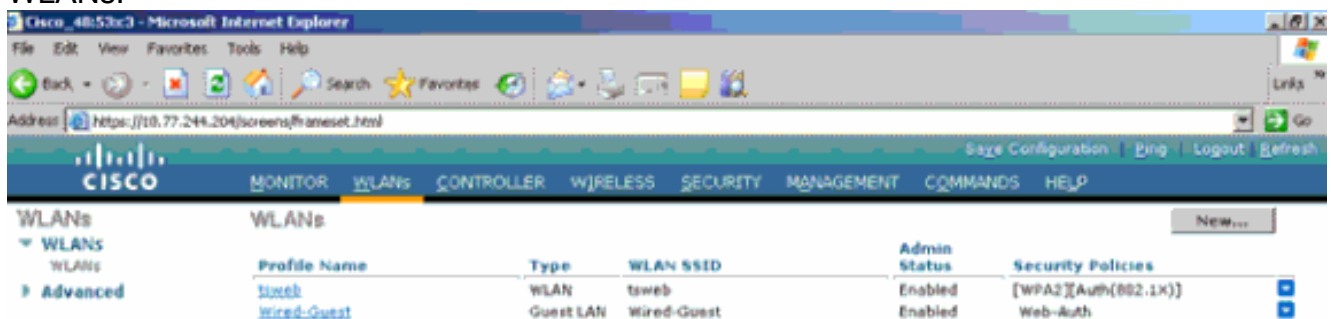 WLANs.
Cisco_48:53:c3 - Microsoft Internet Explorer
File Edit View Favorites Tools Help
Back Search Favorites Links
Address https://10.77.244.204/screens/frameset.html Go
Save Configuration | Ping | Logout | Refresh
CISCO MONITOR WLANs CONTROLLER WIRELESS SECURITY MANAGEMENT COMMANDS HELP
WLANs WLANs New...
WLANs
WLANs
Advanced
Profile Name Type WLAN SSID Admin Status Security Policies
tsweb WLAN tsweb Enabled [WPA2][Auth(802.1X)]
Wired-Guest Guest LAN Wired-Guest Enabled Web-Auth